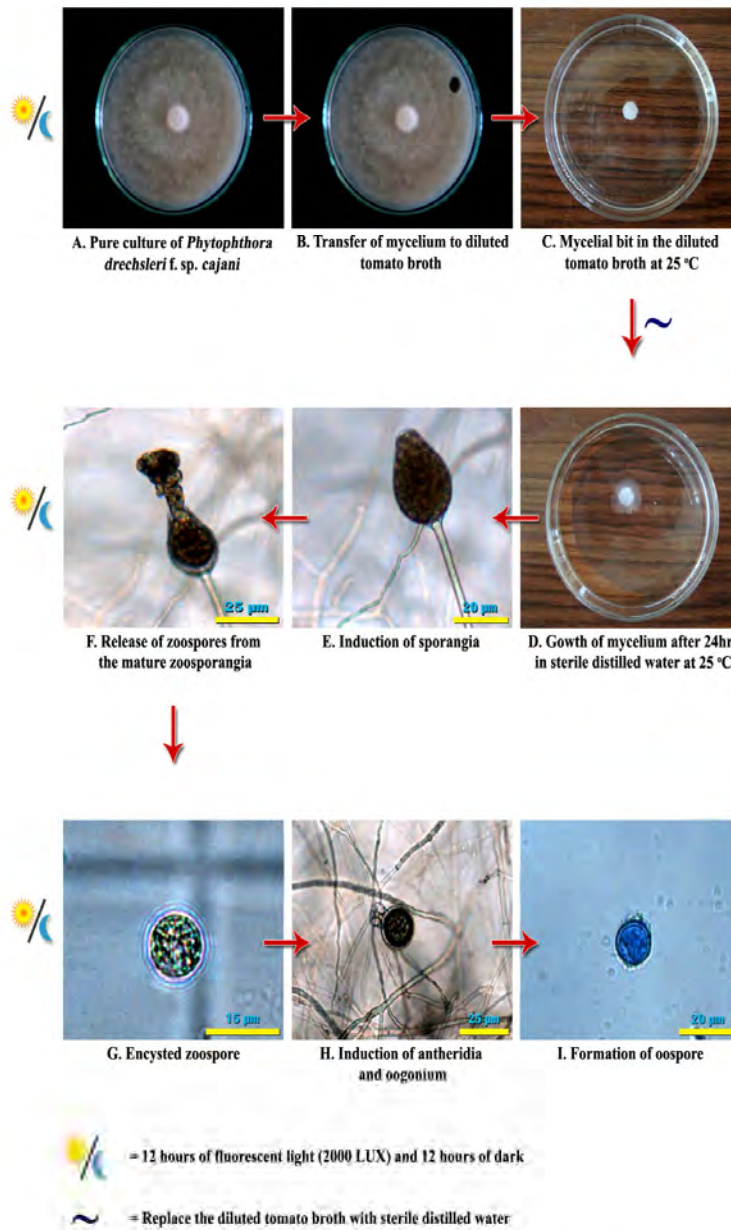 A. Pure culture of Phytophthora
drechsleri f. sp. cajani
B. Transfer of mycelium to diluted
tomato broth
C. Mycelial bit in the diluted
tomato broth at 25 °C
~
25 µm
F. Release of zoospores from
the mature zoosporangia
20 µm
E. Induction of sporangia
D. Gowth of mycelium after 24hr
in sterile distilled water at 25 °C
15 µm
G. Encysted zoospore
25 µm
H. Induction of antheridia
and oogonium
20 µm
I. Formation of oospore
= 12 hours of fluorescent light (2000 LUX) and 12 hours of dark
~ = Replace the diluted tomato broth with sterile distilled water